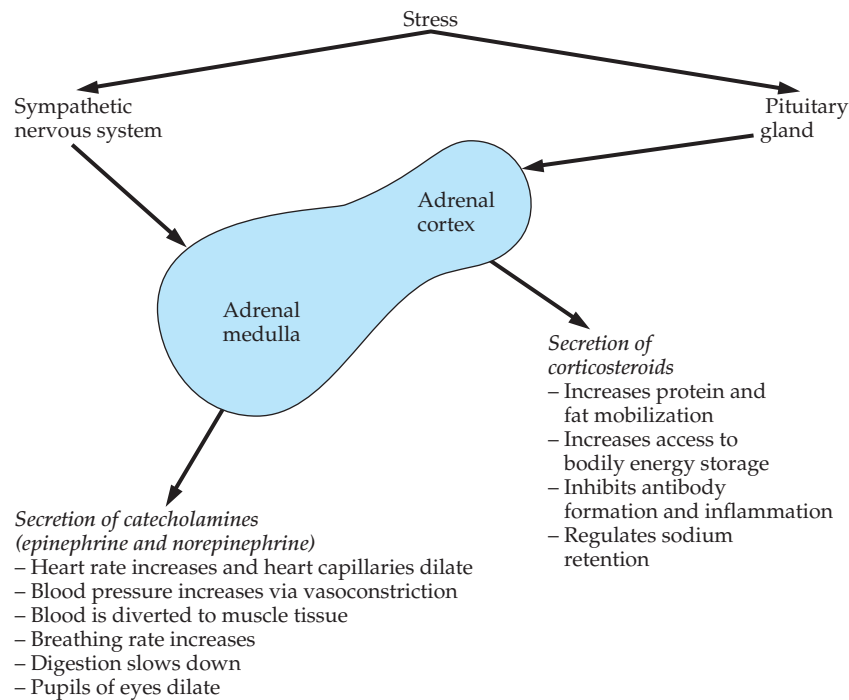 Stress
Sympathetic
nervous system
Pituitary
gland
Adrenal
cortex
Adrenal
medulla
Secretion of
corticosteroids
– Increases protein and
fat mobilization
– Increases access to
bodily energy storage
– Inhibits antibody
formation and inflammation
– Regulates sodium
retention
Secretion of catecholamines
(epinephrine and norepinephrine)
– Heart rate increases and heart capillaries dilate
– Blood pressure increases via vasoconstriction
– Blood is diverted to muscle tissue
– Breathing rate increases
– Digestion slows down
– Pupils of eyes dilate